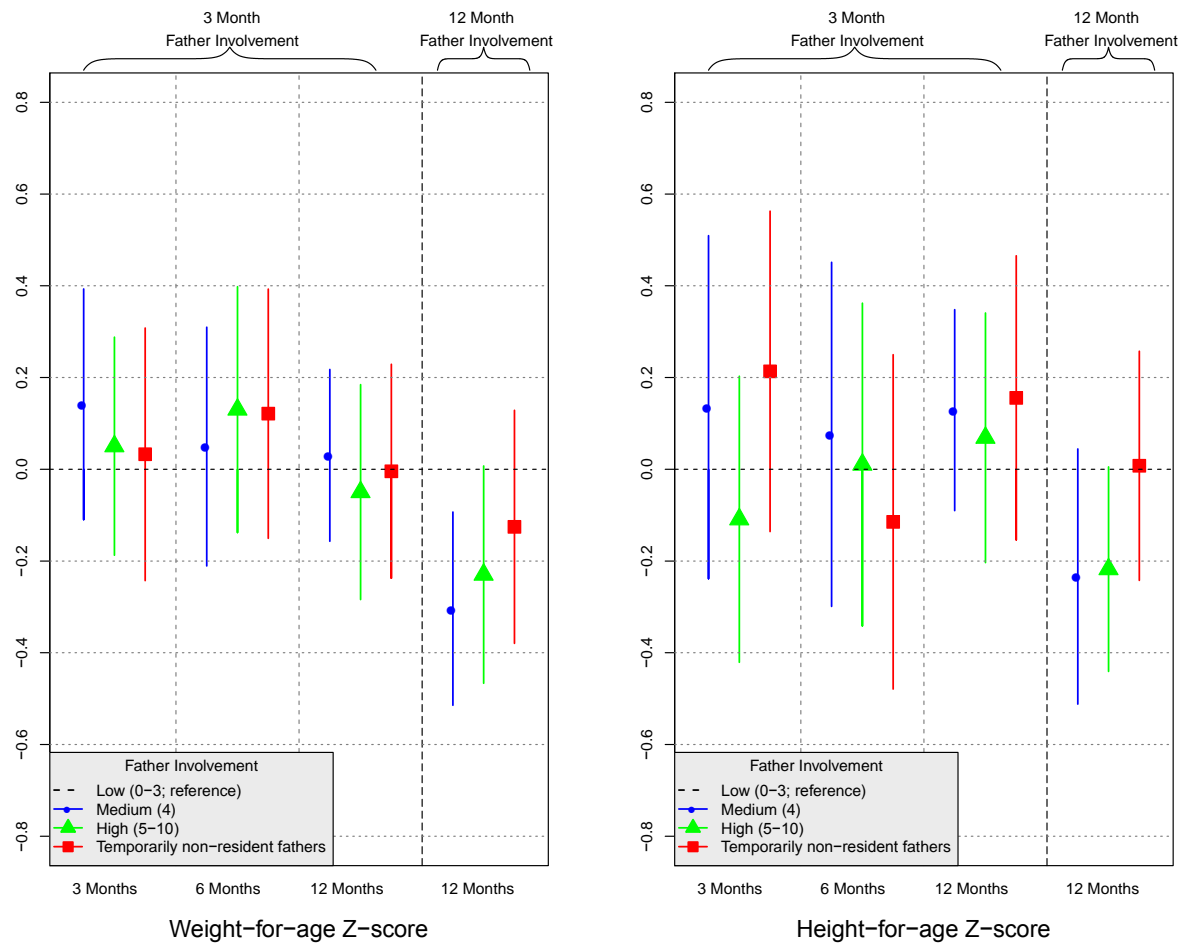 3 Month
Father Involvement
12 Month
Father Involvement
0.8
0.6
0.4
0.2
0.0
−0.2
−0.4
−0.6
−0.8
Father Involvement
Low (0−3; reference)
Medium (4)
High (5−10)
Temporarily non−resident fathers
3 Months
6 Months
12 Months
12 Months
Weight−for−age Z−score
3 Month
Father Involvement
12 Month
Father Involvement
0.8
0.6
0.4
0.2
0.0
−0.2
−0.4
−0.6
−0.8
Father Involvement
Low (0−3; reference)
Medium (4)
High (5−10)
Temporarily non−resident fathers
3 Months
6 Months
12 Months
12 Months
Height−for−age Z−score